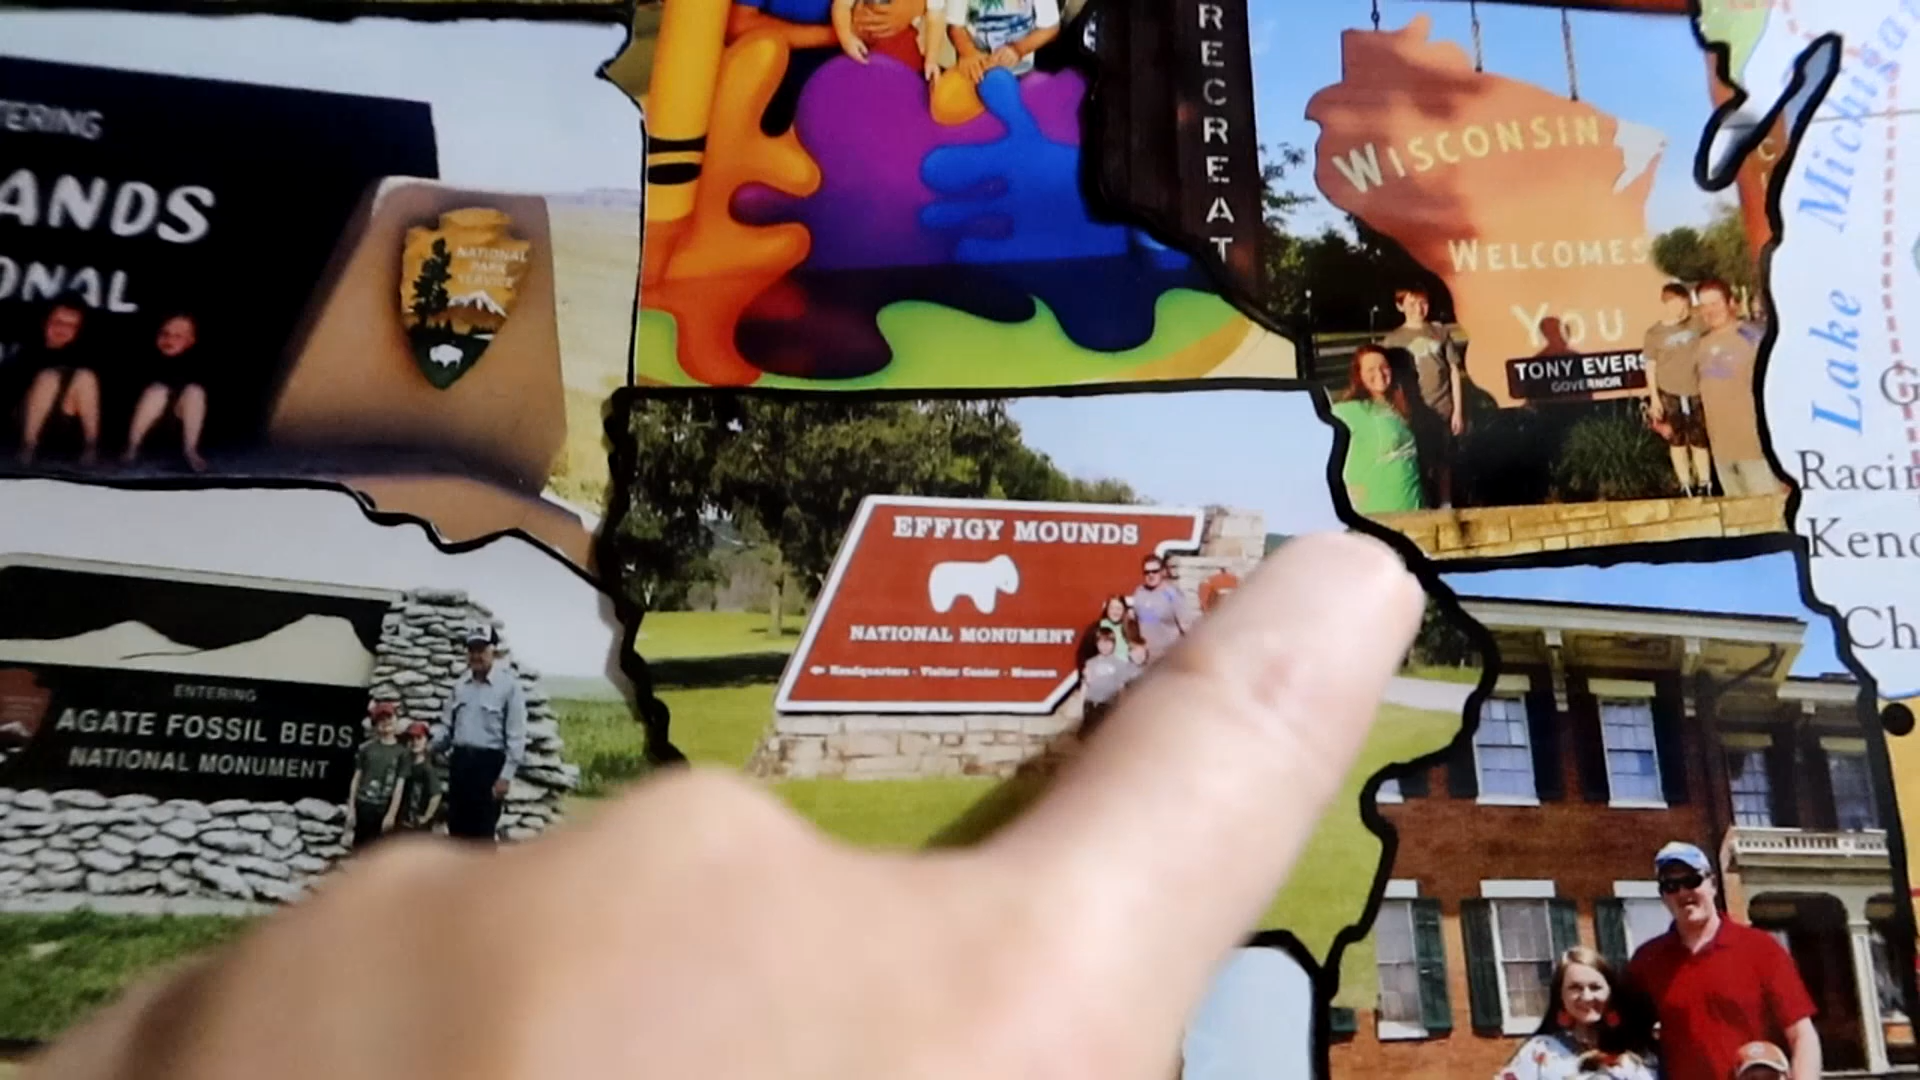 TERING
ANDS
ONAL
NATIONAL
PARK
SERVICE
RECREAT
WISCONSIN
WELCOMES
YOU
TONY EVERS
GOVERNOR
Lake Michigan
G
Racin
Keno
Ch
EFFIGY MOUNDS
NATIONAL MONUMENT
Headquarters - Visitor Center - Museum
ENTERING
AGATE FOSSIL BEDS
NATIONAL MONUMENT